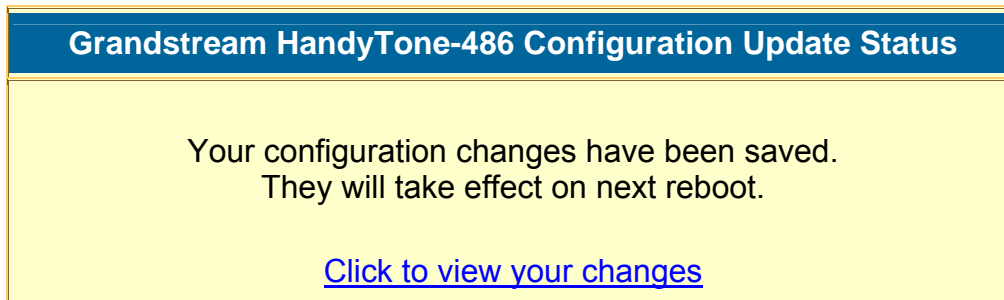 Grandstream HandyTone-486 Configuration Update Status
Your configuration changes have been saved.
They will take effect on next reboot.
Click to view your changes